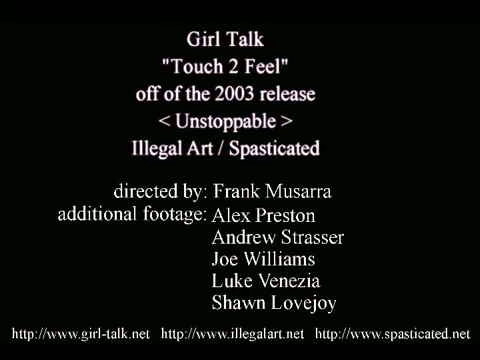 Girl Talk
"Touch 2 Feel"
off of the 2003 release
< Unstoppable >
Illegal Art / Spasticated
directed by: Frank Musarra
additional footage: Alex Preston
Andrew Strasser
Joe Williams
Luke Venezia
Shawn Lovejoy
http://www.girl-talk.net http://www.illegalart.net http://www.spasticated.net